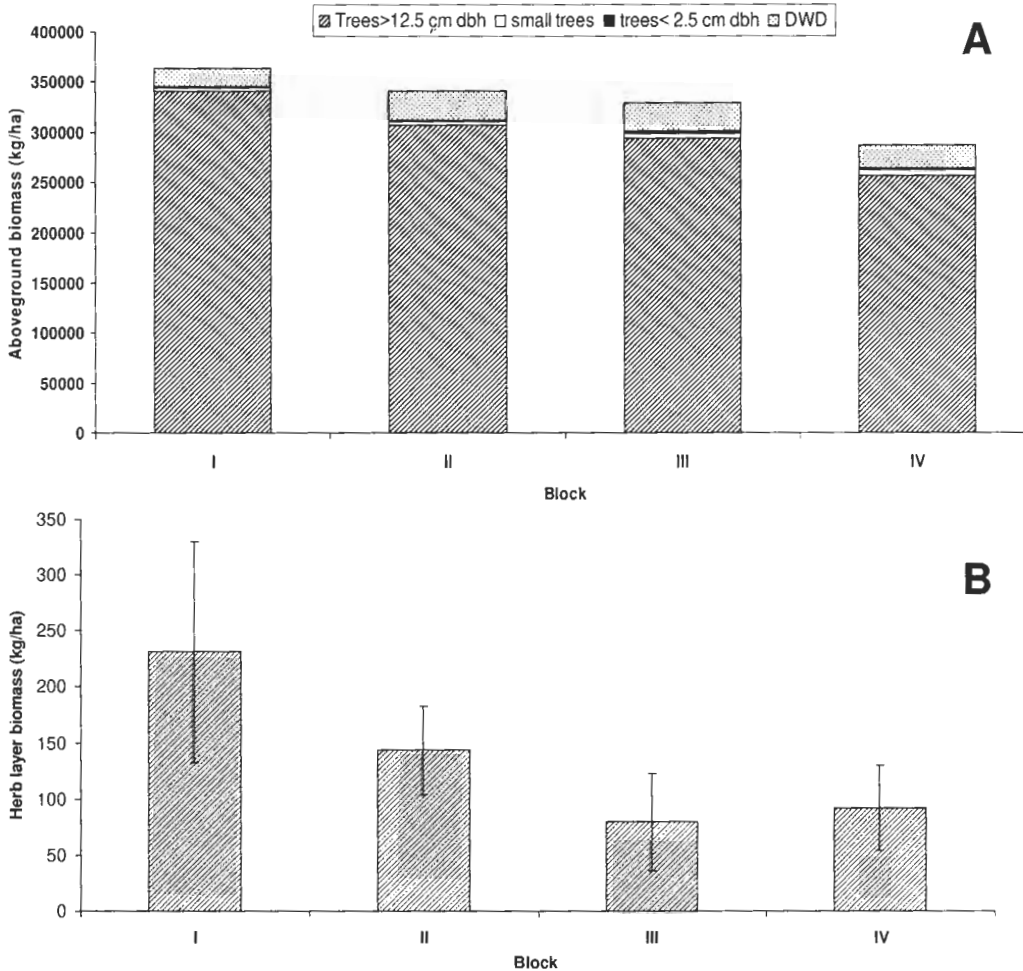 Trees>12.5 cm dbh small trees trees< 2.5 cm dbh DWD
A
Aboveground biomass (kg/ha)
400000
350000
300000
250000
200000
150000
100000
50000
0
I II III IV
Block
B
Herb layer biomass (kg/ha)
350
300
250
200
150
100
50
0
I II III IV
Block